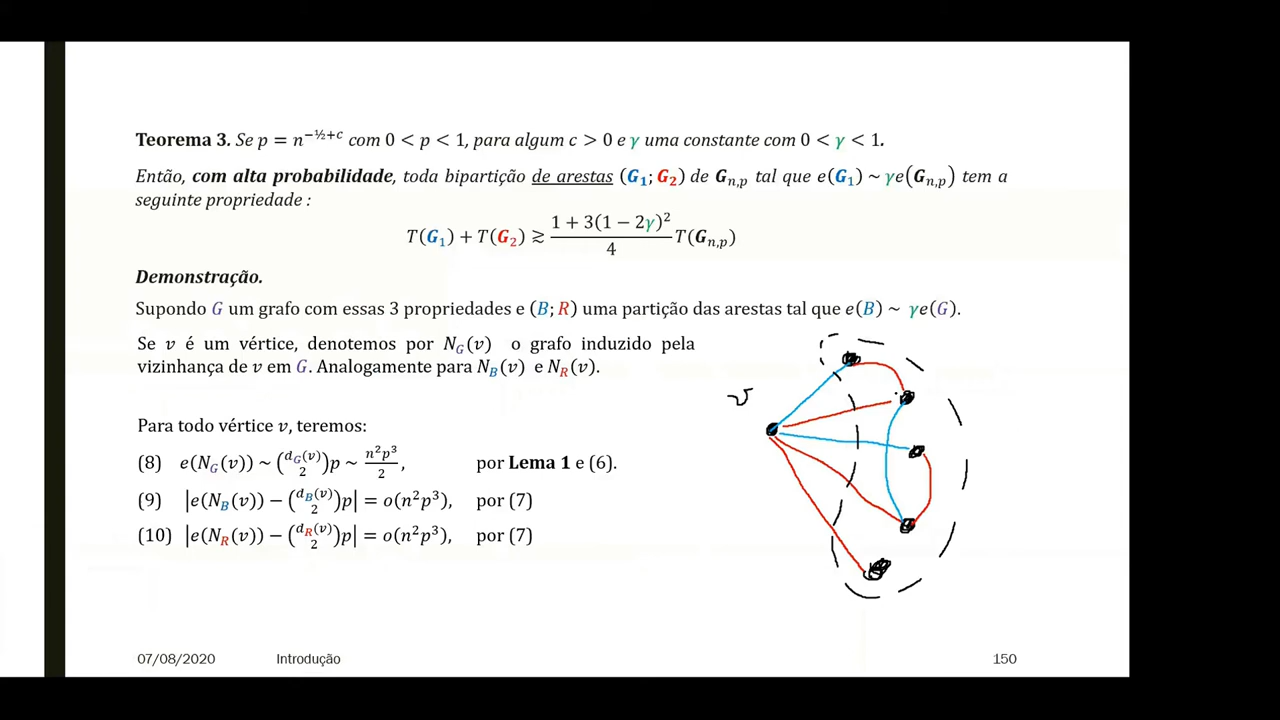 Teorema 3. Se p = n^{−½+c} com 0 < p < 1, para algum c > 0 e γ uma constante com 0 < γ < 1.
Então, com alta probabilidade, toda bipartição de arestas (G₁; G₂) de G_{n,p} tal que e(G₁) ~ γe(G_{n,p}) tem a
seguinte propriedade :
T(G₁) + T(G₂) ≳ \frac{1 + 3(1 − 2γ)²}{4} T(G_{n,p})
Demonstração.
Supondo G um grafo com essas 3 propriedades e (B; R) uma partição das arestas tal que e(B) ~ γe(G).
Se v é um vértice, denotemos por N_G(v) o grafo induzido pela
vizinhança de v em G. Analogamente para N_B(v) e N_R(v).
v
Para todo vértice v, teremos:
(8) e(N_G(v)) ~ \binom{d_G(v)}{2}p ~ \frac{n²p³}{2}, por Lema 1 e (6).
(9) |e(N_B(v)) − \binom{d_B(v)}{2}p| = o(n²p³), por (7)
(10) |e(N_R(v)) − \binom{d_R(v)}{2}p| = o(n²p³), por (7)
07/08/2020 Introdução 150